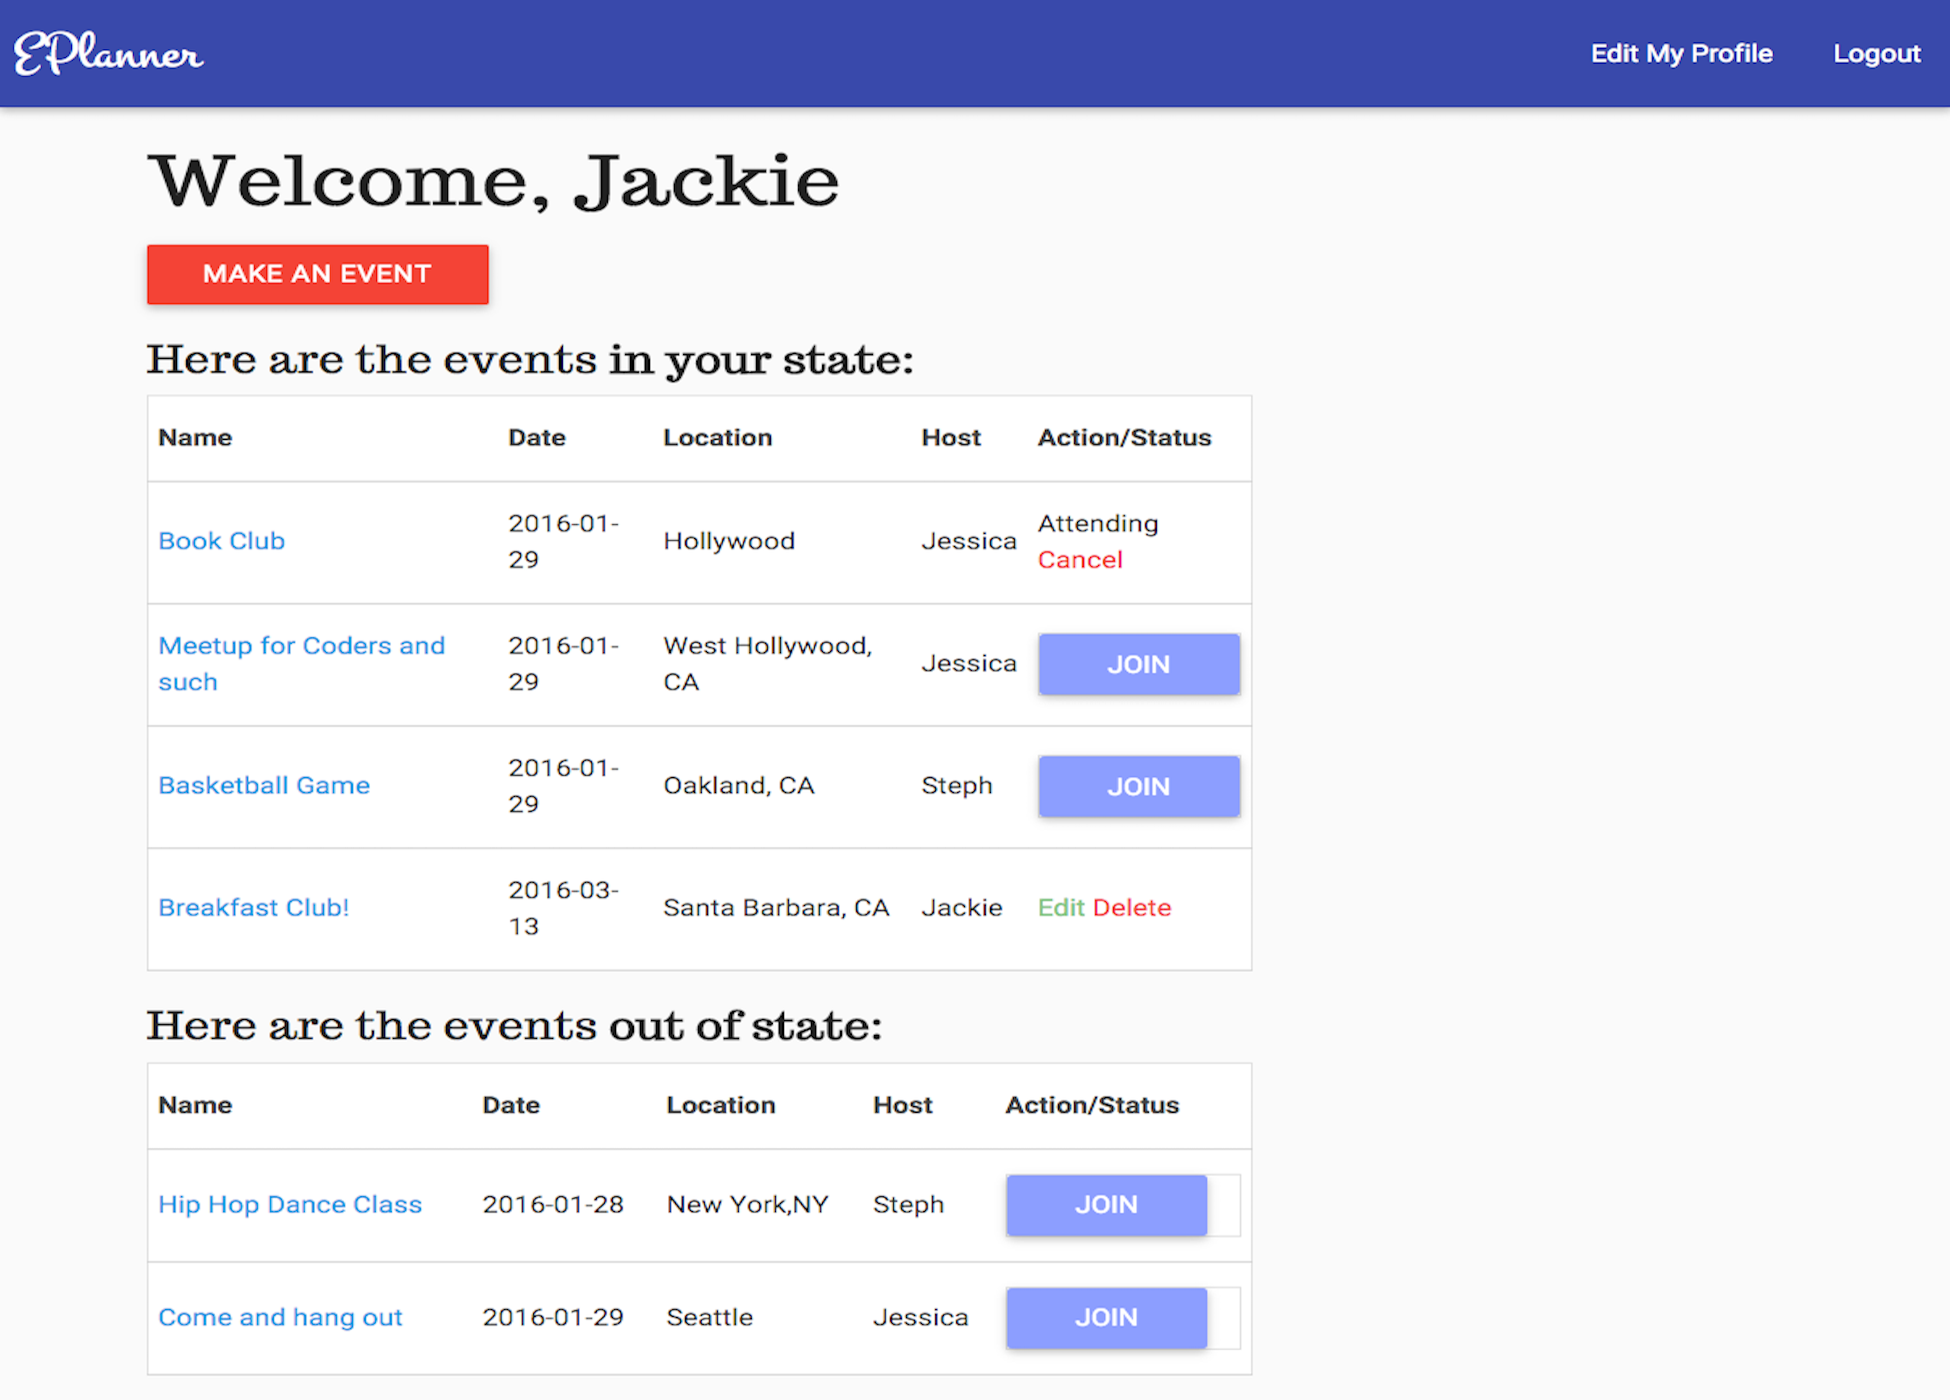 EPlanner Edit My Profile Logout
Welcome, Jackie
MAKE AN EVENT
Here are the events in your state:
Name Date Location Host Action/Status
Book Club 2016-01-29 Hollywood Jessica Attending Cancel
Meetup for Coders and such 2016-01-29 West Hollywood, CA Jessica JOIN
Basketball Game 2016-01-29 Oakland, CA Steph JOIN
Breakfast Club! 2016-03-13 Santa Barbara, CA Jackie Edit Delete
Here are the events out of state:
Name Date Location Host Action/Status
Hip Hop Dance Class 2016-01-28 New York,NY Steph JOIN
Come and hang out 2016-01-29 Seattle Jessica JOIN